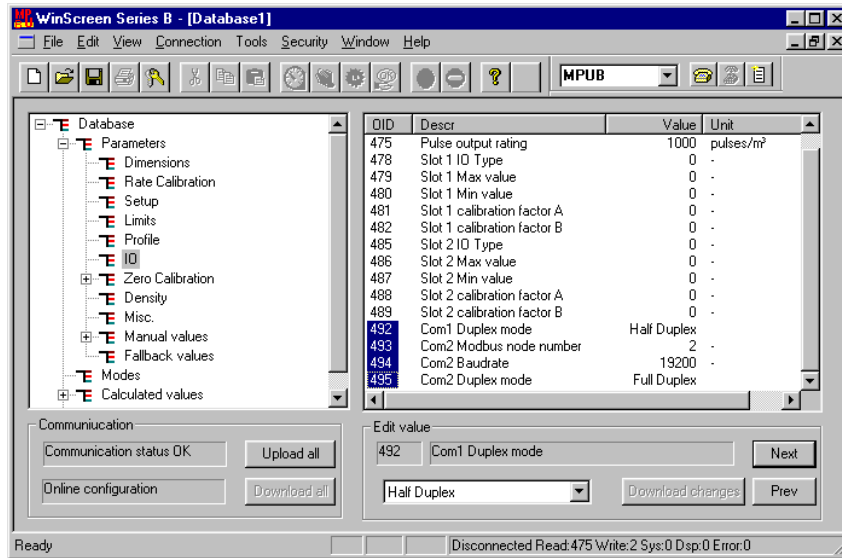 WinScreen Series B - [Database1]
File Edit View Connection Tools Security Window Help
MPUB
Database
Parameters
Dimensions
Rate Calibration
Setup
Limits
Profile
IO
Zero Calibration
Density
Misc.
Manual values
Fallback values
Modes
Calculated values
OID Descr Value Unit
475 Pulse output rating 1000 pulses/m³
478 Slot 1 IO Type 0 -
479 Slot 1 Max value 0 -
480 Slot 1 Min value 0 -
481 Slot 1 calibration factor A 0 -
482 Slot 1 calibration factor B 0 -
485 Slot 2 IO Type 0 -
486 Slot 2 Max value 0 -
487 Slot 2 Min value 0 -
488 Slot 2 calibration factor A 0 -
489 Slot 2 calibration factor B 0 -
492 Com1 Duplex mode Half Duplex
493 Com2 Modbus node number 2 -
494 Com2 Baudrate 19200 -
495 Com2 Duplex mode Full Duplex
Communiucation
Communication status OK Upload all
Online configuration Download all
Edit value
492 Com1 Duplex mode Next
Half Duplex Download changes Prev
Ready Disconnected Read:475 Write:2 Sys:0 Dsp:0 Error:0